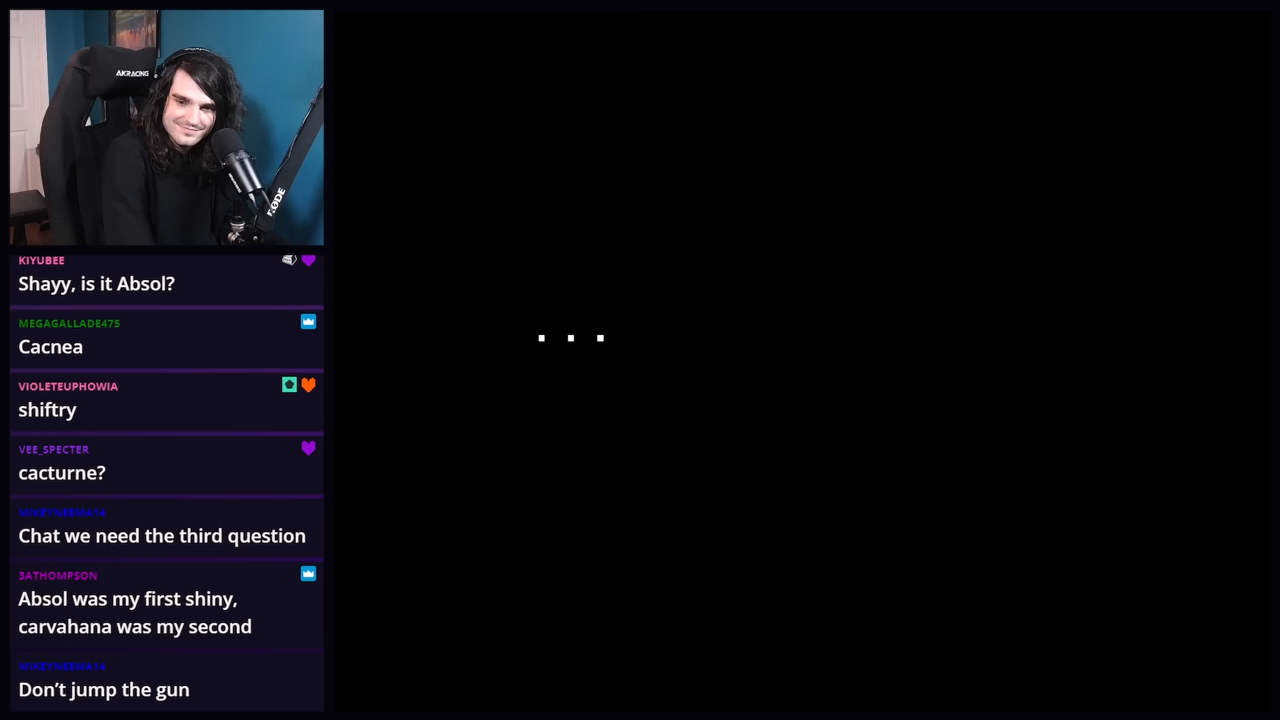 AKRACING
RØDE
KIYUBEE
Shayy, is it Absol?
MEGAGALLADE475
Cacnea
VIOLETEUPHOWIA
shiftry
VEE_SPECTER
cacturne?
Chat we need the third question
3ATHOMPSON
Absol was my first shiny,
carvahana was my second
Don't jump the gun
. . .